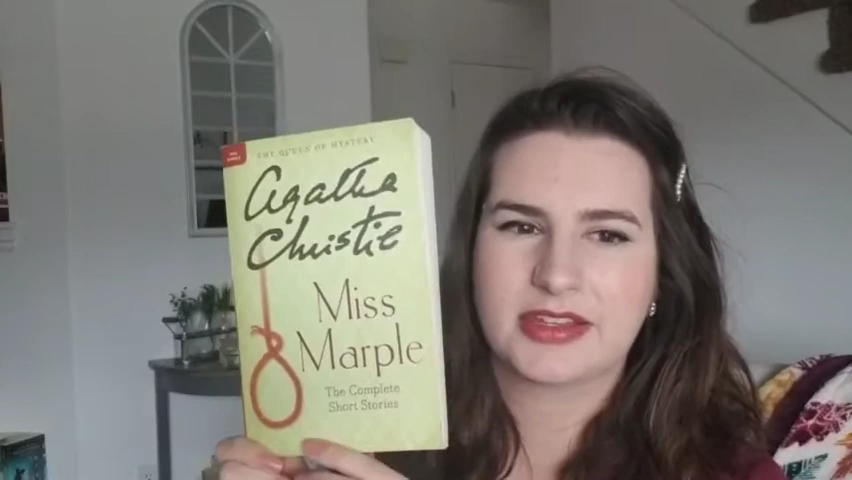 THE QUEEN OF MYSTERY
Agatha
Christie
Miss
Marple
The Complete
Short Stories